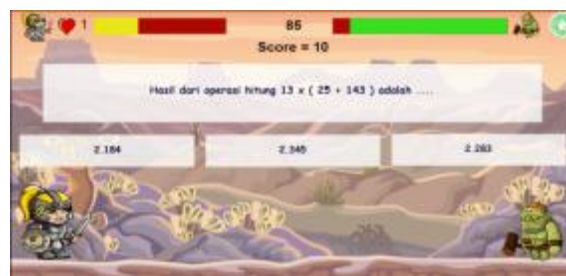 1 85
Score = 10
Hasil dari operasi hitung 13 x ( 25 + 143 ) adalah ....
2.184 2.345 2.283